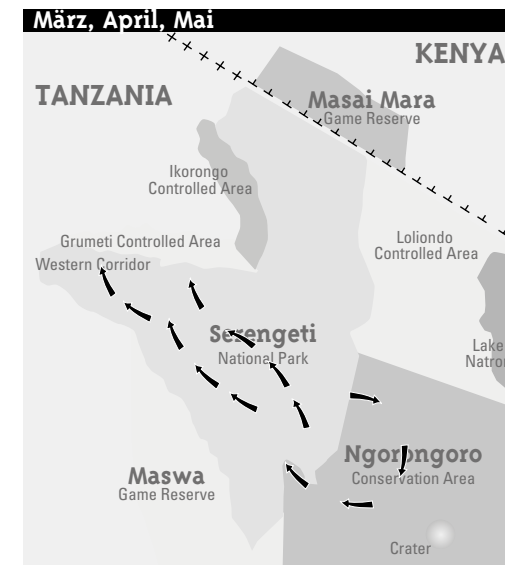 März, April, Mai
KENYA
TANZANIA
Masai Mara
Game Reserve
Ikorongo
Controlled Area
Grumeti Controlled Area
Western Corridor
Loliondo
Controlled Area
Serengeti
National Park
Lake
Natron
Ngorongoro
Conservation Area
Maswa
Game Reserve
Crater